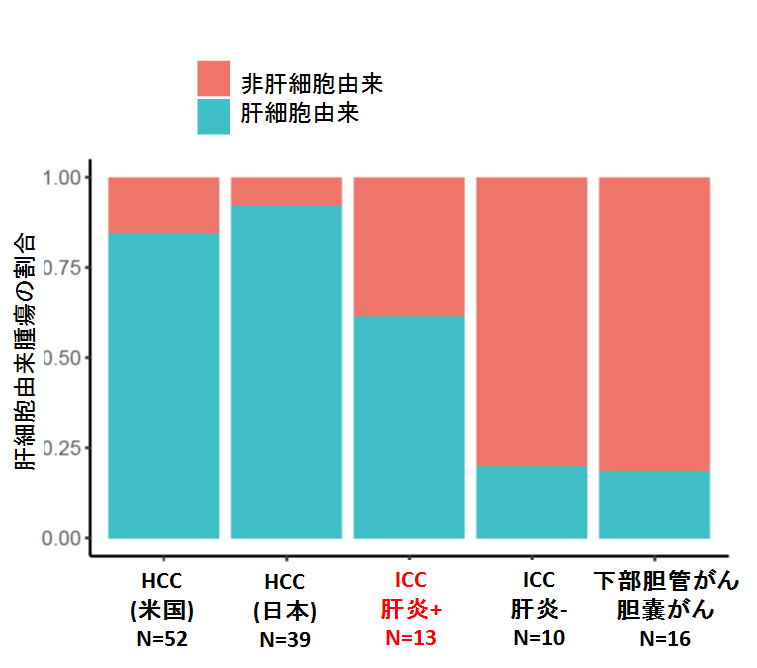 非肝細胞由来
肝細胞由来
肝細胞由来腫瘍の割合
1.00
0.75
0.50
0.25
0.00
HCC
(米国)
N=52
HCC
(日本)
N=39
ICC
肝炎+
N=13
ICC
肝炎-
N=10
下部胆管がん
胆嚢がん
N=16